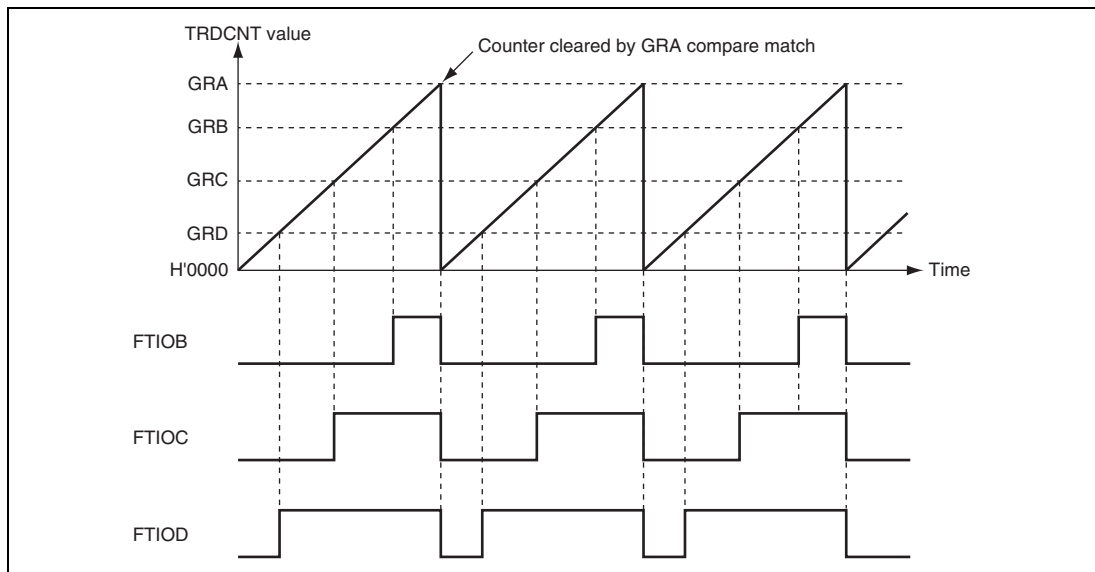 TRDCNT value
Counter cleared by GRA compare match
GRA
GRB
GRC
GRD
H'0000
Time
FTIOB
FTIOC
FTIOD